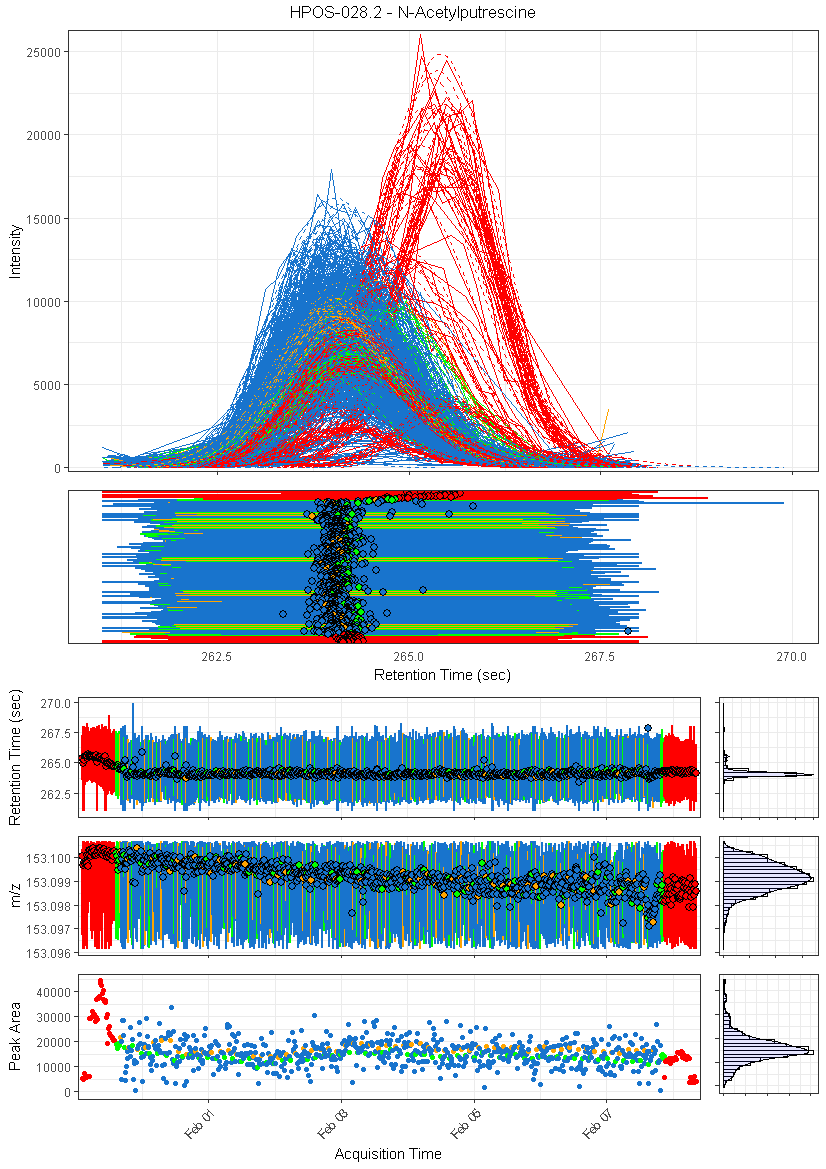 HPOS-028.2 - N-Acetylputrescine
25000
20000
15000
10000
5000
0
Intensity
262.5 265.0 267.5 270.0
Retention Time (sec)
270.0
267.5
265.0
262.5
Retention Time (sec)
153.100
153.099
153.098
153.097
153.096
m/z
40000
30000
20000
10000
0
Peak Area
Feb 01 Feb 03 Feb 05 Feb 07
Acquisition Time